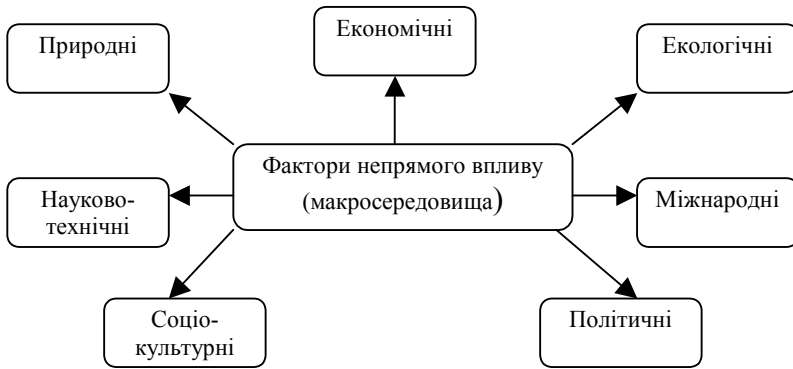 Економічні
Природні
Екологічні
Фактори непрямого впливу
(макросередовища)
Науково-
технічні
Міжнародні
Соціо-
культурні
Політичні